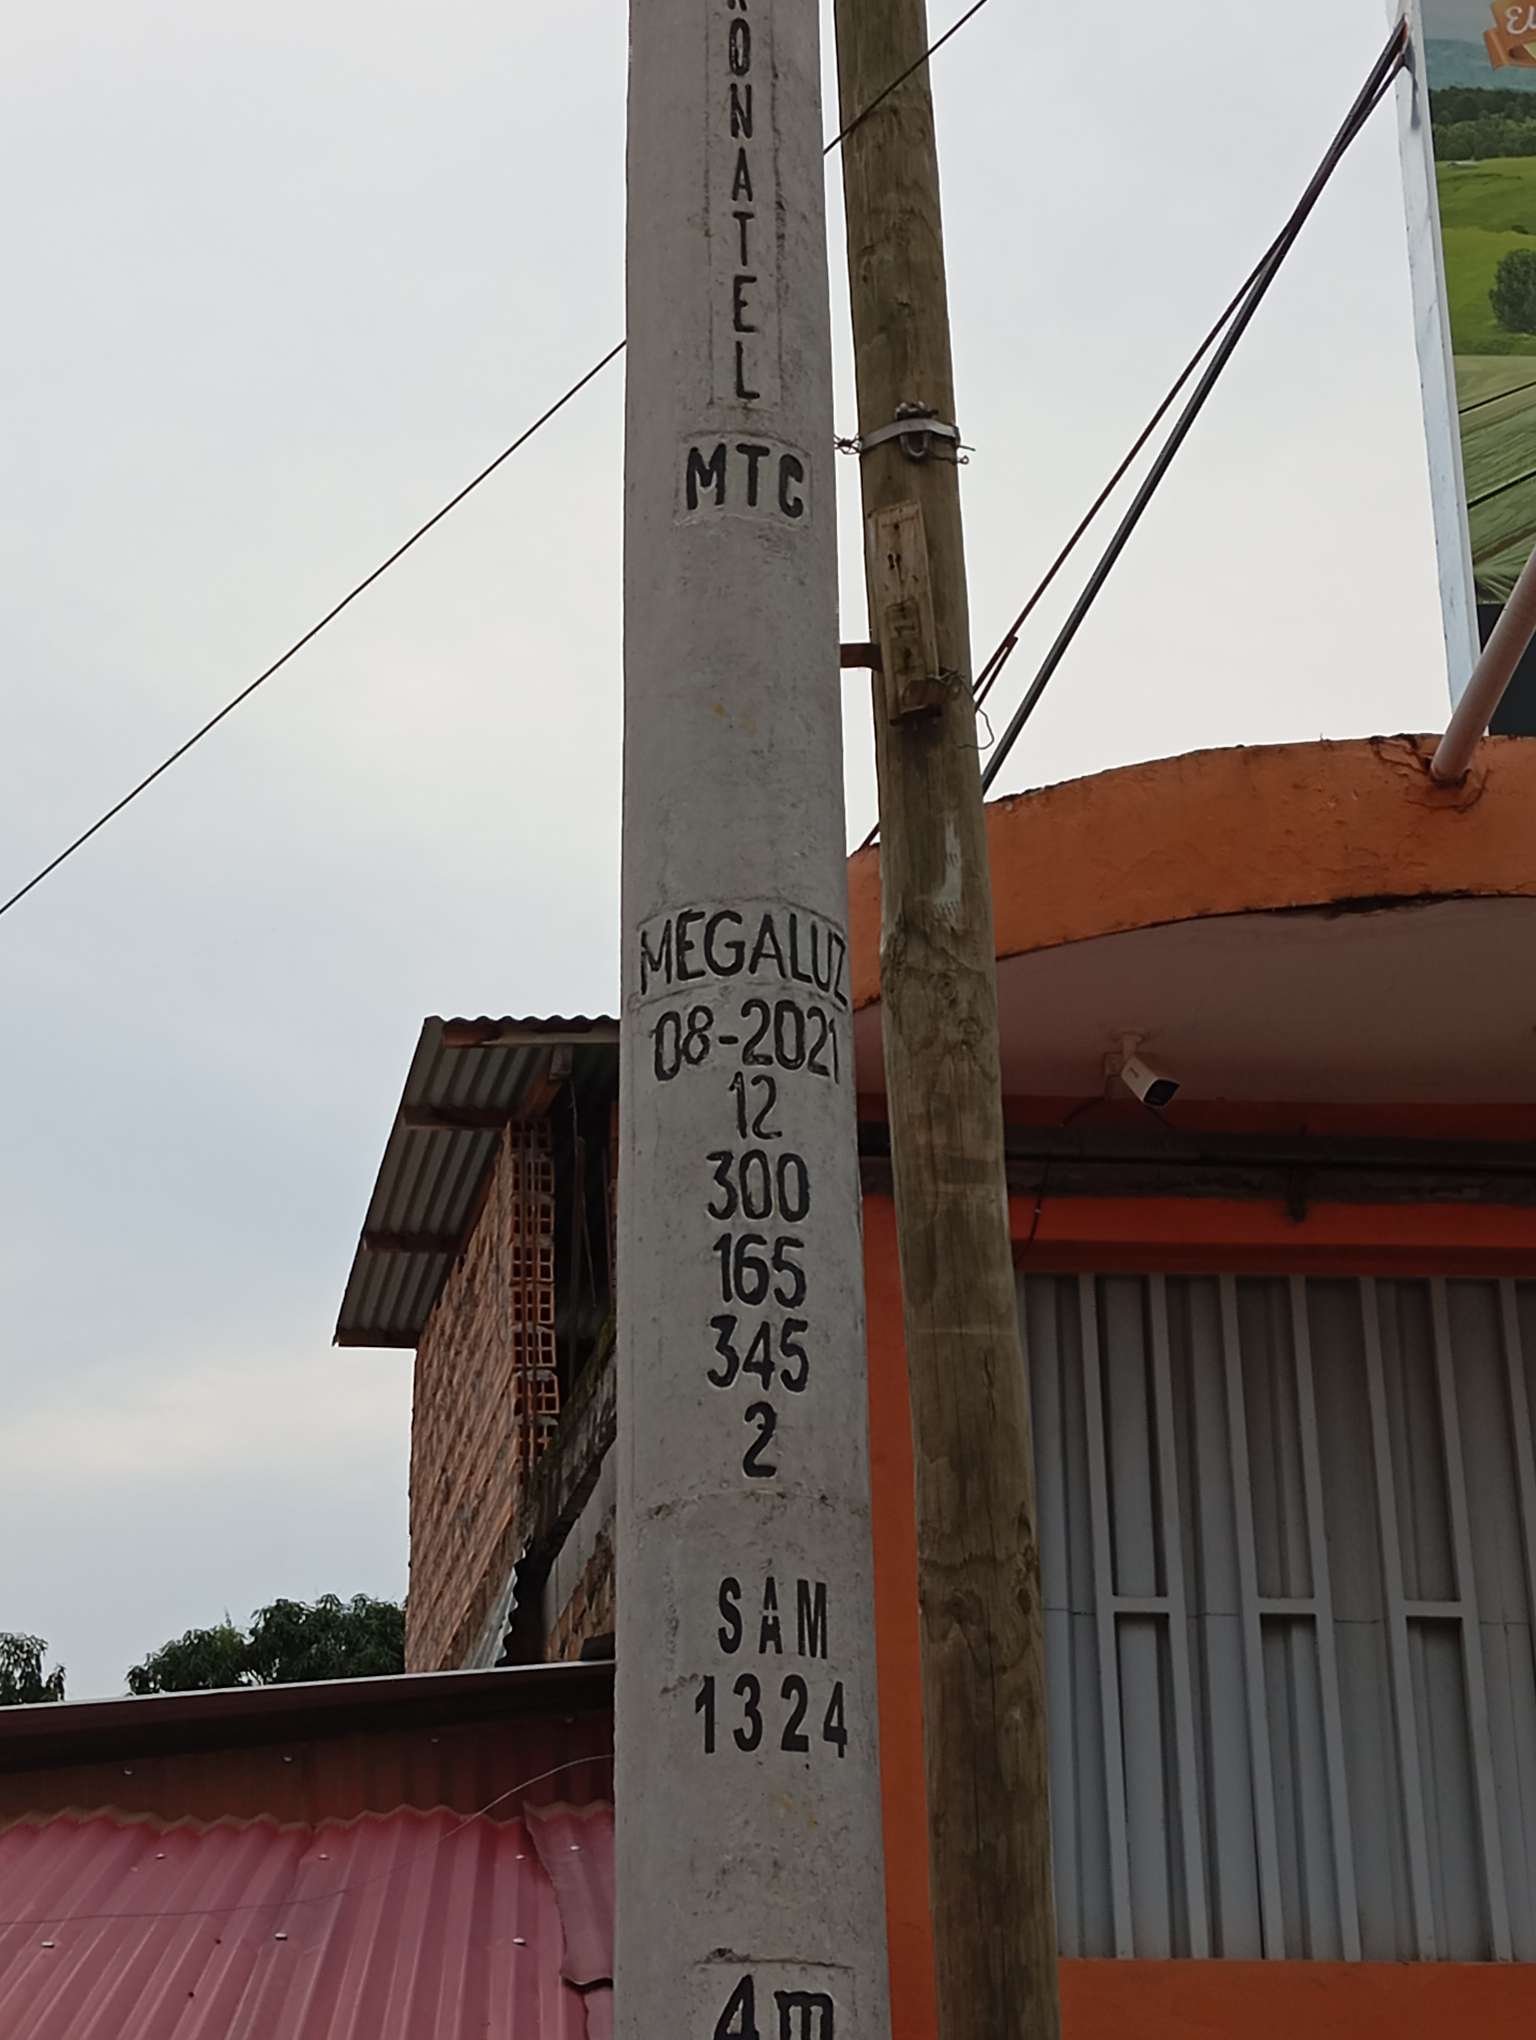 RONATEL
MTC
MEGALUZ
08-2021
12
300
165
345
2
SAM
1324
4m